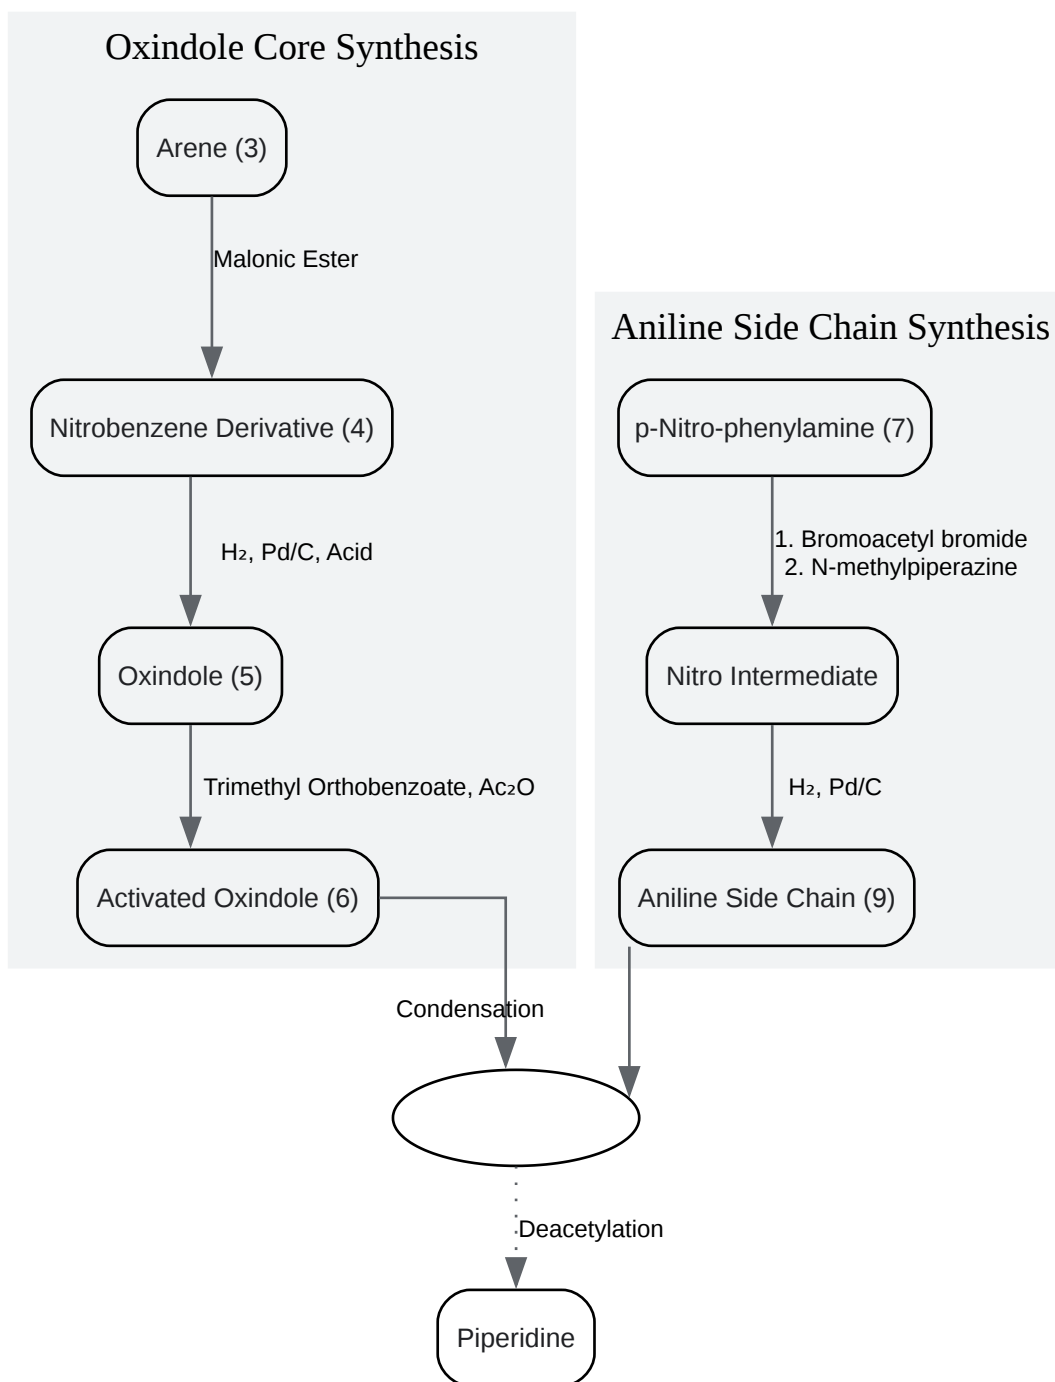 Oxindole Core Synthesis
Arene (3)
Malonic Ester
Nitrobenzene Derivative (4)
H₂, Pd/C, Acid
Oxindole (5)
Trimethyl Orthobenzoate, Ac₂O
Activated Oxindole (6)
Aniline Side Chain Synthesis
p-Nitro-phenylamine (7)
1. Bromoacetyl bromide
2. N-methylpiperazine
Nitro Intermediate
H₂, Pd/C
Aniline Side Chain (9)
Condensation
Deacetylation
Piperidine